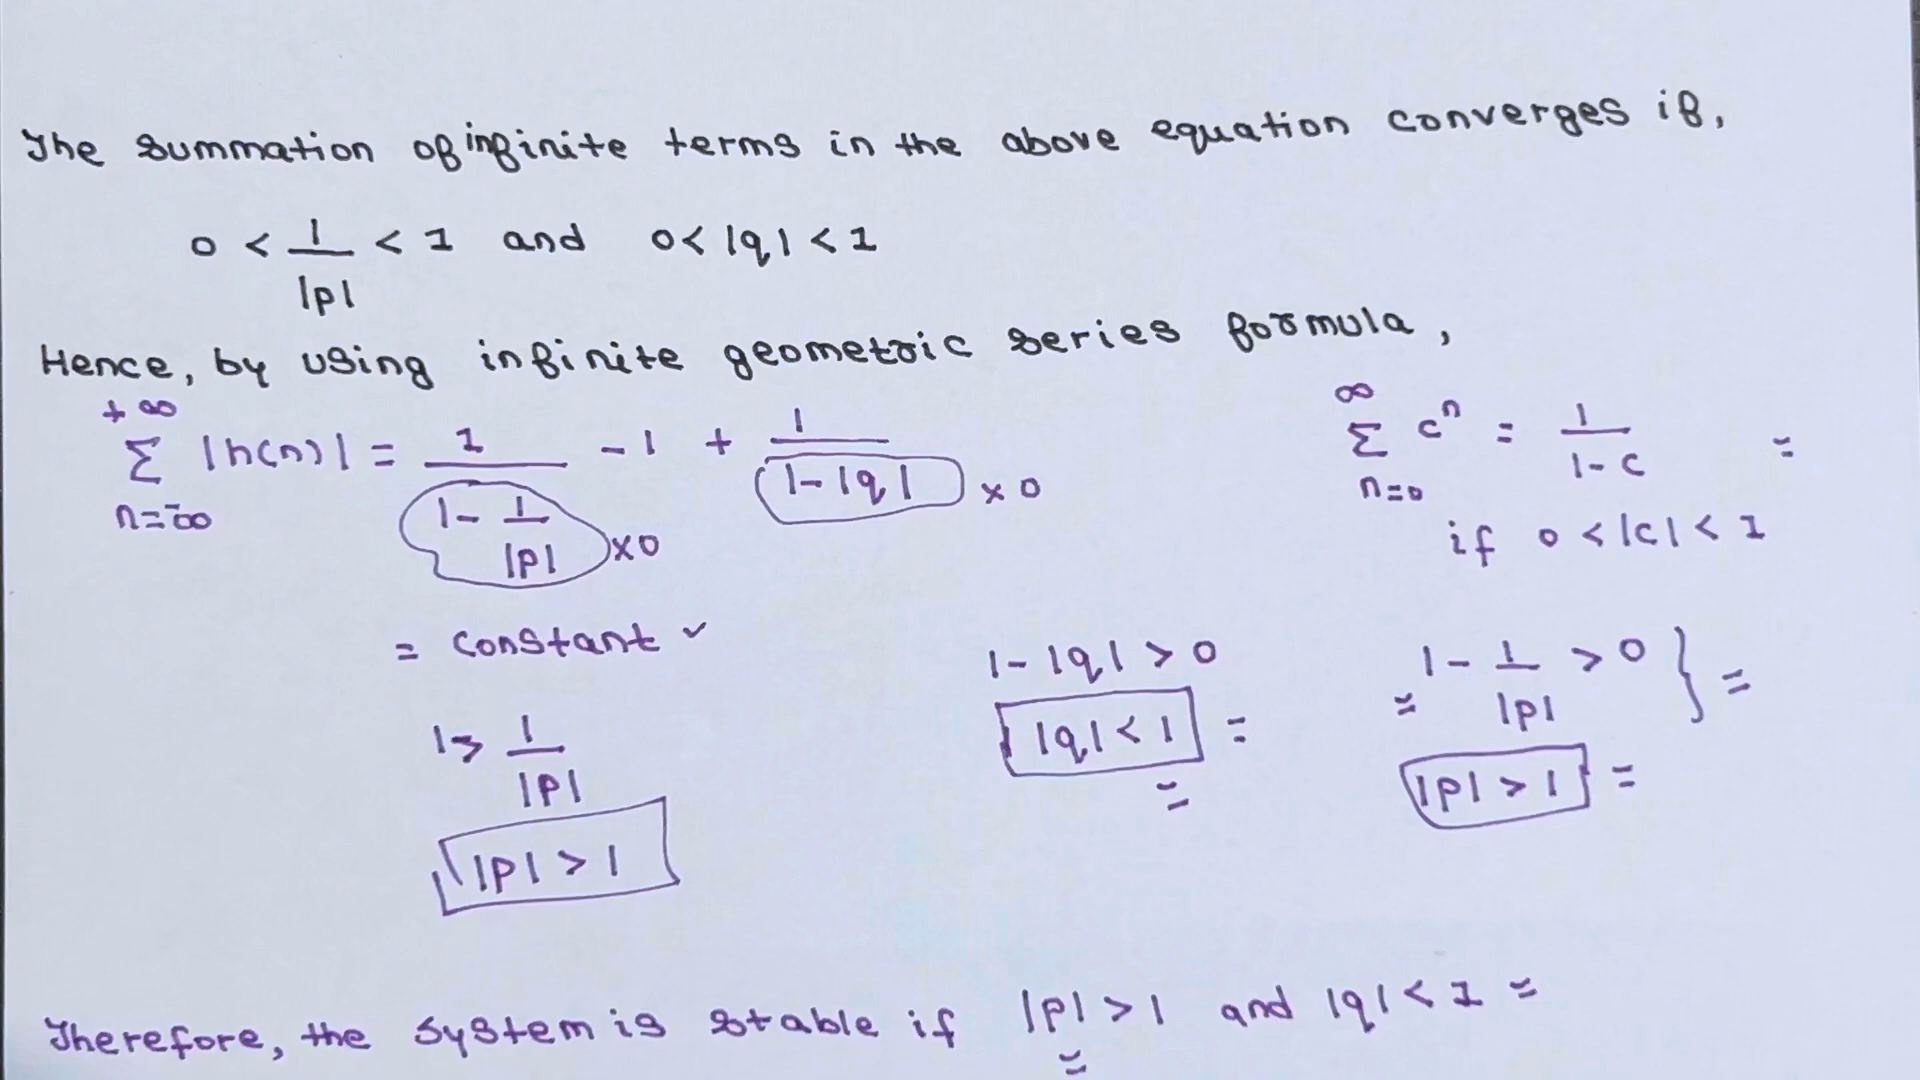 The summation of infinite terms in the above equation converges if,
0 < 1/|p| < 1 and 0 < |q| < 1
Hence, by using infinite geometric series formula,
+∞ Σ n=-∞ |h(n)| = 1/(1 - 1/|p|) - 1 + 1/(1-|q|)
×0
×0
∞ Σ n=0 c^n = 1/(1-c) =
if 0 < |c| < 1
= constant ✓
1 > 1/|p|
|p| > 1
1-|q| > 0
|q| < 1 =
=
= 1 - 1/|p| > 0 } =
|p| > 1 =
Therefore, the system is stable if |p| > 1 and |q| < 1 =
=